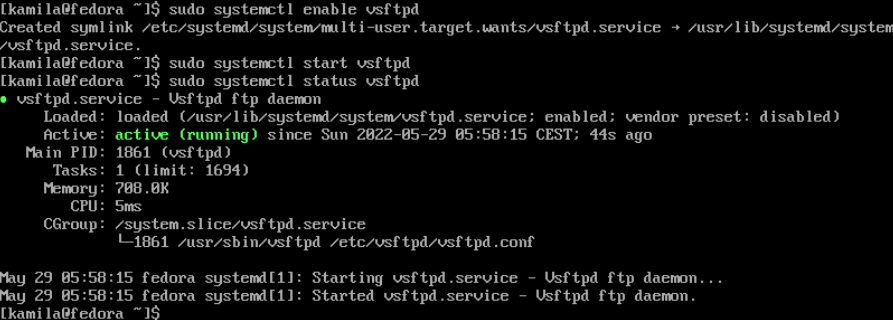 [kamila@fedora ~]$ sudo systemctl enable vsftpd
Created symlink /etc/systemd/system/multi-user.target.wants/vsftpd.service → /usr/lib/systemd/system
/vsftpd.service.
[kamila@fedora ~]$ sudo systemctl start vsftpd
[kamila@fedora ~]$ sudo systemctl status vsftpd
● vsftpd.service - Vsftpd ftp daemon
     Loaded: loaded (/usr/lib/systemd/system/vsftpd.service; enabled; vendor preset: disabled)
     Active: active (running) since Sun 2022-05-29 05:58:15 CEST; 44s ago
   Main PID: 1861 (vsftpd)
      Tasks: 1 (limit: 1694)
     Memory: 708.0K
        CPU: 5ms
     CGroup: /system.slice/vsftpd.service
             └─1861 /usr/sbin/vsftpd /etc/vsftpd/vsftpd.conf

May 29 05:58:15 fedora systemd[1]: Starting vsftpd.service - Vsftpd ftp daemon...
May 29 05:58:15 fedora systemd[1]: Started vsftpd.service - Vsftpd ftp daemon.
[kamila@fedora ~]$